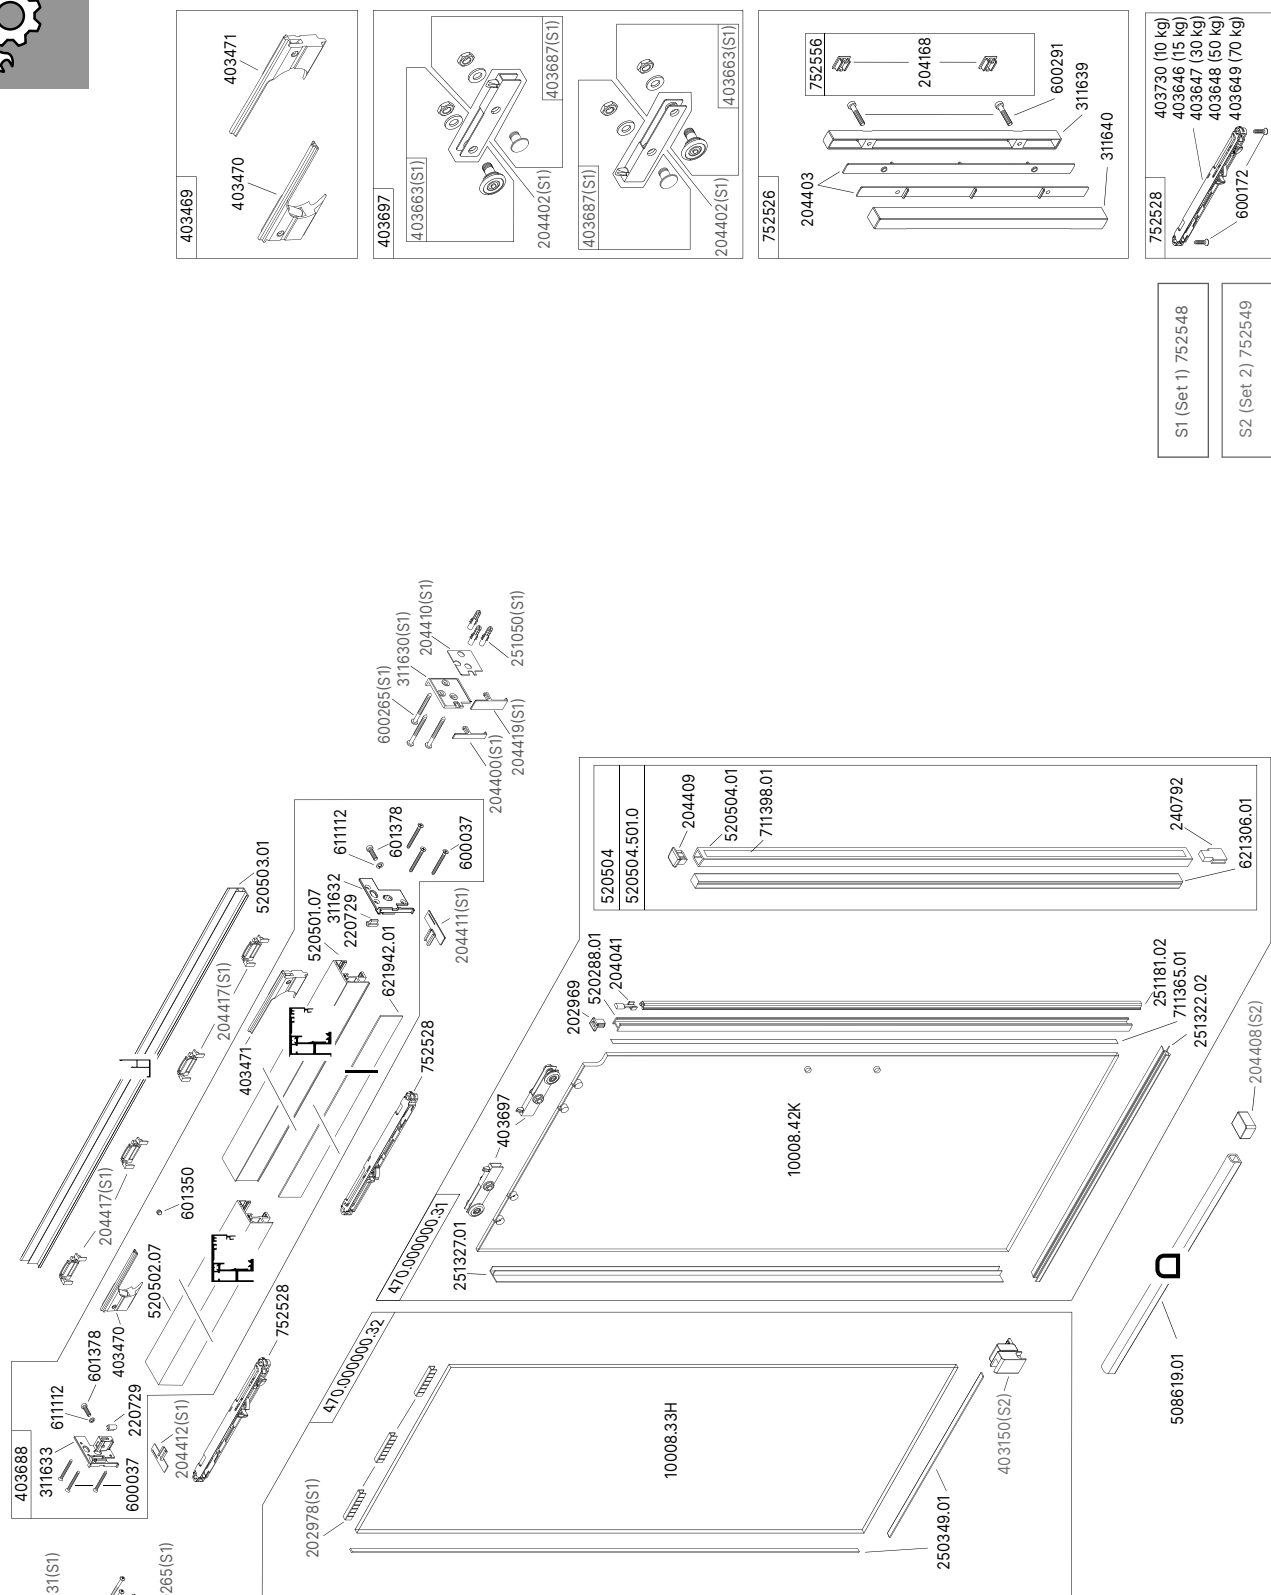 403469
403470
403471
403697
403663(S1)
403687(S1)
204402(S1)
403687(S1)
403663(S1)
204402(S1)
752526
204403
752556
204168
600291
311639
311640
752528
403730 (10 kg)
403646 (15 kg)
403647 (30 kg)
403648 (50 kg)
403649 (70 kg)
600172
S1 (Set 1) 752548
S2 (Set 2) 752549
600265(S1)
311630(S1)
204410(S1)
251050(S1)
204419(S1)
204400(S1)
520503.01
204417(S1)
204417(S1)
601350
403688
311633
611112
601378
403470
220729
600037
204412(S1)
520502.07
752528
403471
520501.07
311632
220729
611112
601378
600037
204411(S1)
621942.01
752528
31(S1)
265(S1)
470.000000.31
251327.01
403697
10008.42K
202969
520288.01
204041
251181.02
711365.01
251322.02
520504
520504.501.0
204409
520504.01
711398.01
240792
621306.01
470.000000.32
202978(S1)
10008.33H
250349.01
403150(S2)
508619.01
204408(S2)